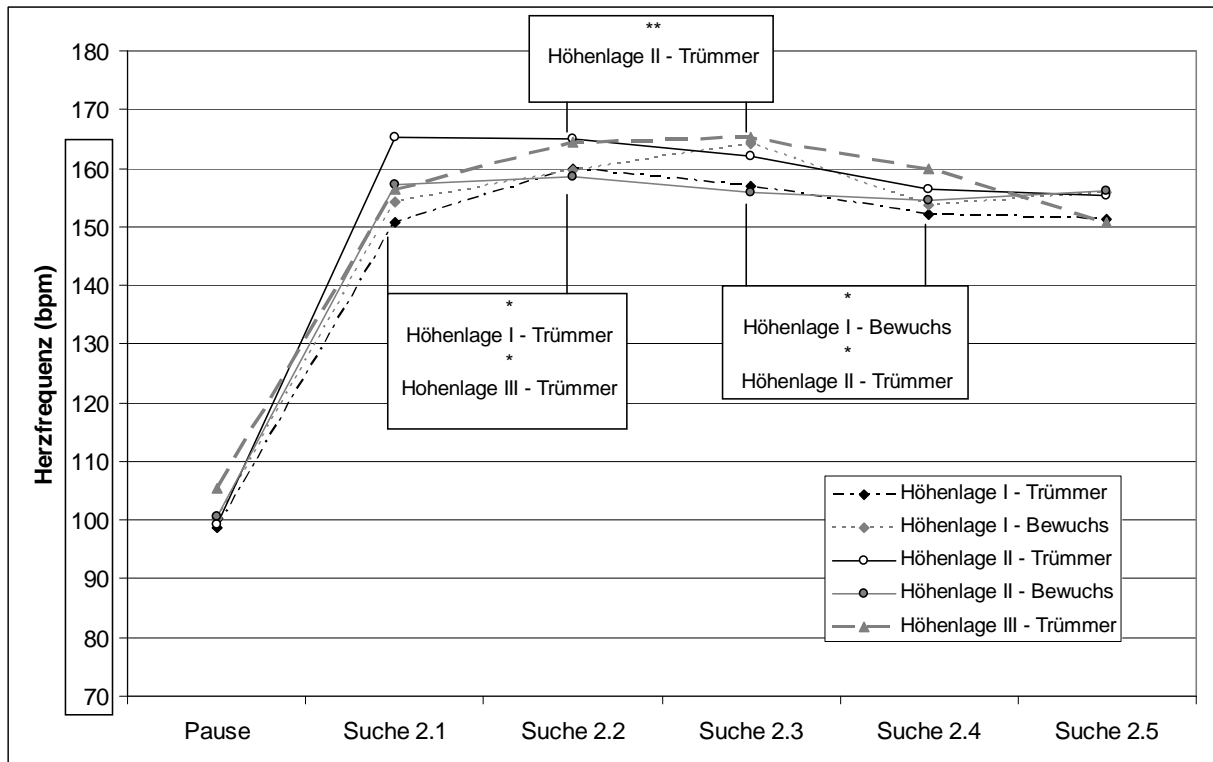 **
Höhenlage II - Trümmer
180
170
160
150
140
130
120
110
100
90
80
70
Herzfrequenz (bpm)
*
Höhenlage I - Trümmer
*
Hohenlage III - Trümmer
*
Höhenlage I - Bewuchs
*
Höhenlage II - Trümmer
Höhenlage I - Trümmer
Höhenlage I - Bewuchs
Höhenlage II - Trümmer
Höhenlage II - Bewuchs
Höhenlage III - Trümmer
Pause
Suche 2.1
Suche 2.2
Suche 2.3
Suche 2.4
Suche 2.5